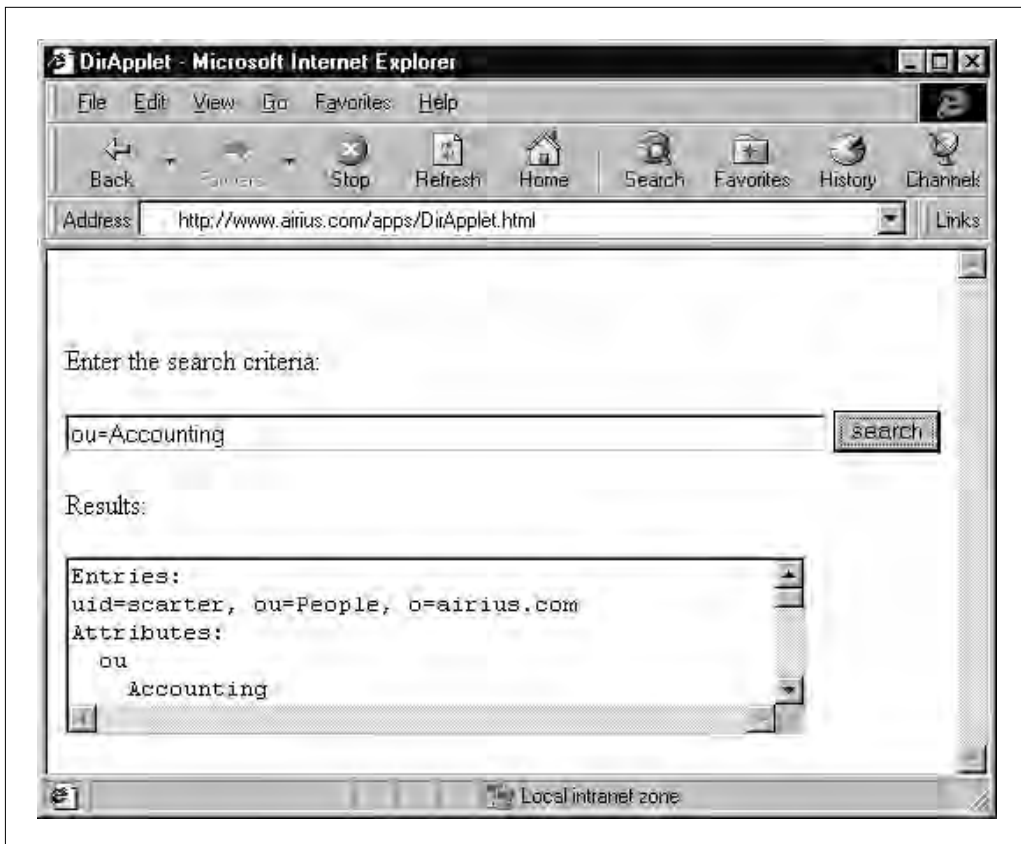 DirApplet - Microsoft Internet Explorer
File Edit View Go Favorites Help
Back Forward Stop Refresh Home Search Favorites History Channels
Address http://www.airius.com/apps/DirApplet.html Links
Enter the search criteria:
ou=Accounting search
Results:
Entries:
uid=scarter, ou=People, o=airius.com
Attributes:
ou
Accounting
Local intranet zone